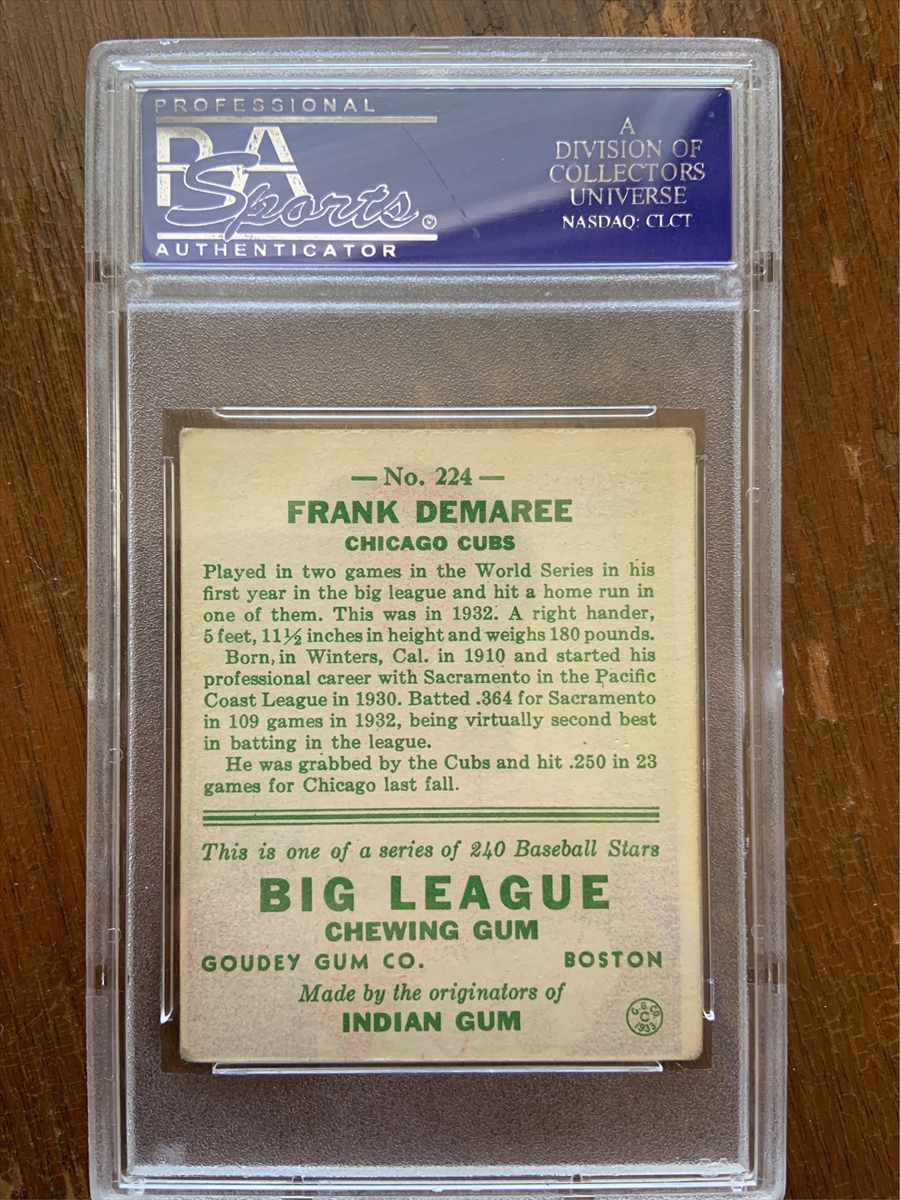 PROFESSIONAL
PSA
Sports
AUTHENTICATOR
A
DIVISION OF
COLLECTORS
UNIVERSE
NASDAQ: CLCT
— No. 224 —
FRANK DEMAREE
CHICAGO CUBS
Played in two games in the World Series in his
first year in the big league and hit a home run in
one of them. This was in 1932. A right hander,
5 feet, 11½ inches in height and weighs 180 pounds.
Born, in Winters, Cal. in 1910 and started his
professional career with Sacramento in the Pacific
Coast League in 1930. Batted .364 for Sacramento
in 109 games in 1932, being virtually second best
in batting in the league.
He was grabbed by the Cubs and hit .250 in 23
games for Chicago last fall.
This is one of a series of 240 Baseball Stars
BIG LEAGUE
CHEWING GUM
GOUDEY GUM CO. BOSTON
Made by the originators of
INDIAN GUM
G. G. CO.
C
1933